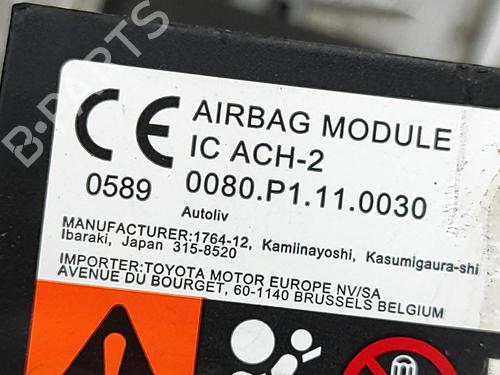 B-PARTS
AIRBAG MODULE
IC ACH-2
0589
0080.P1.11.0030
Autoliv
MANUFACTURER:1764-12, Kamiinayoshi, Kasumigaura-shi
Ibaraki, Japan 315-8520
IMPORTER:TOYOTA MOTOR EUROPE NV/SA
AVENUE DU BOURGET, 60-1140 BRUSSELS BELGIUM